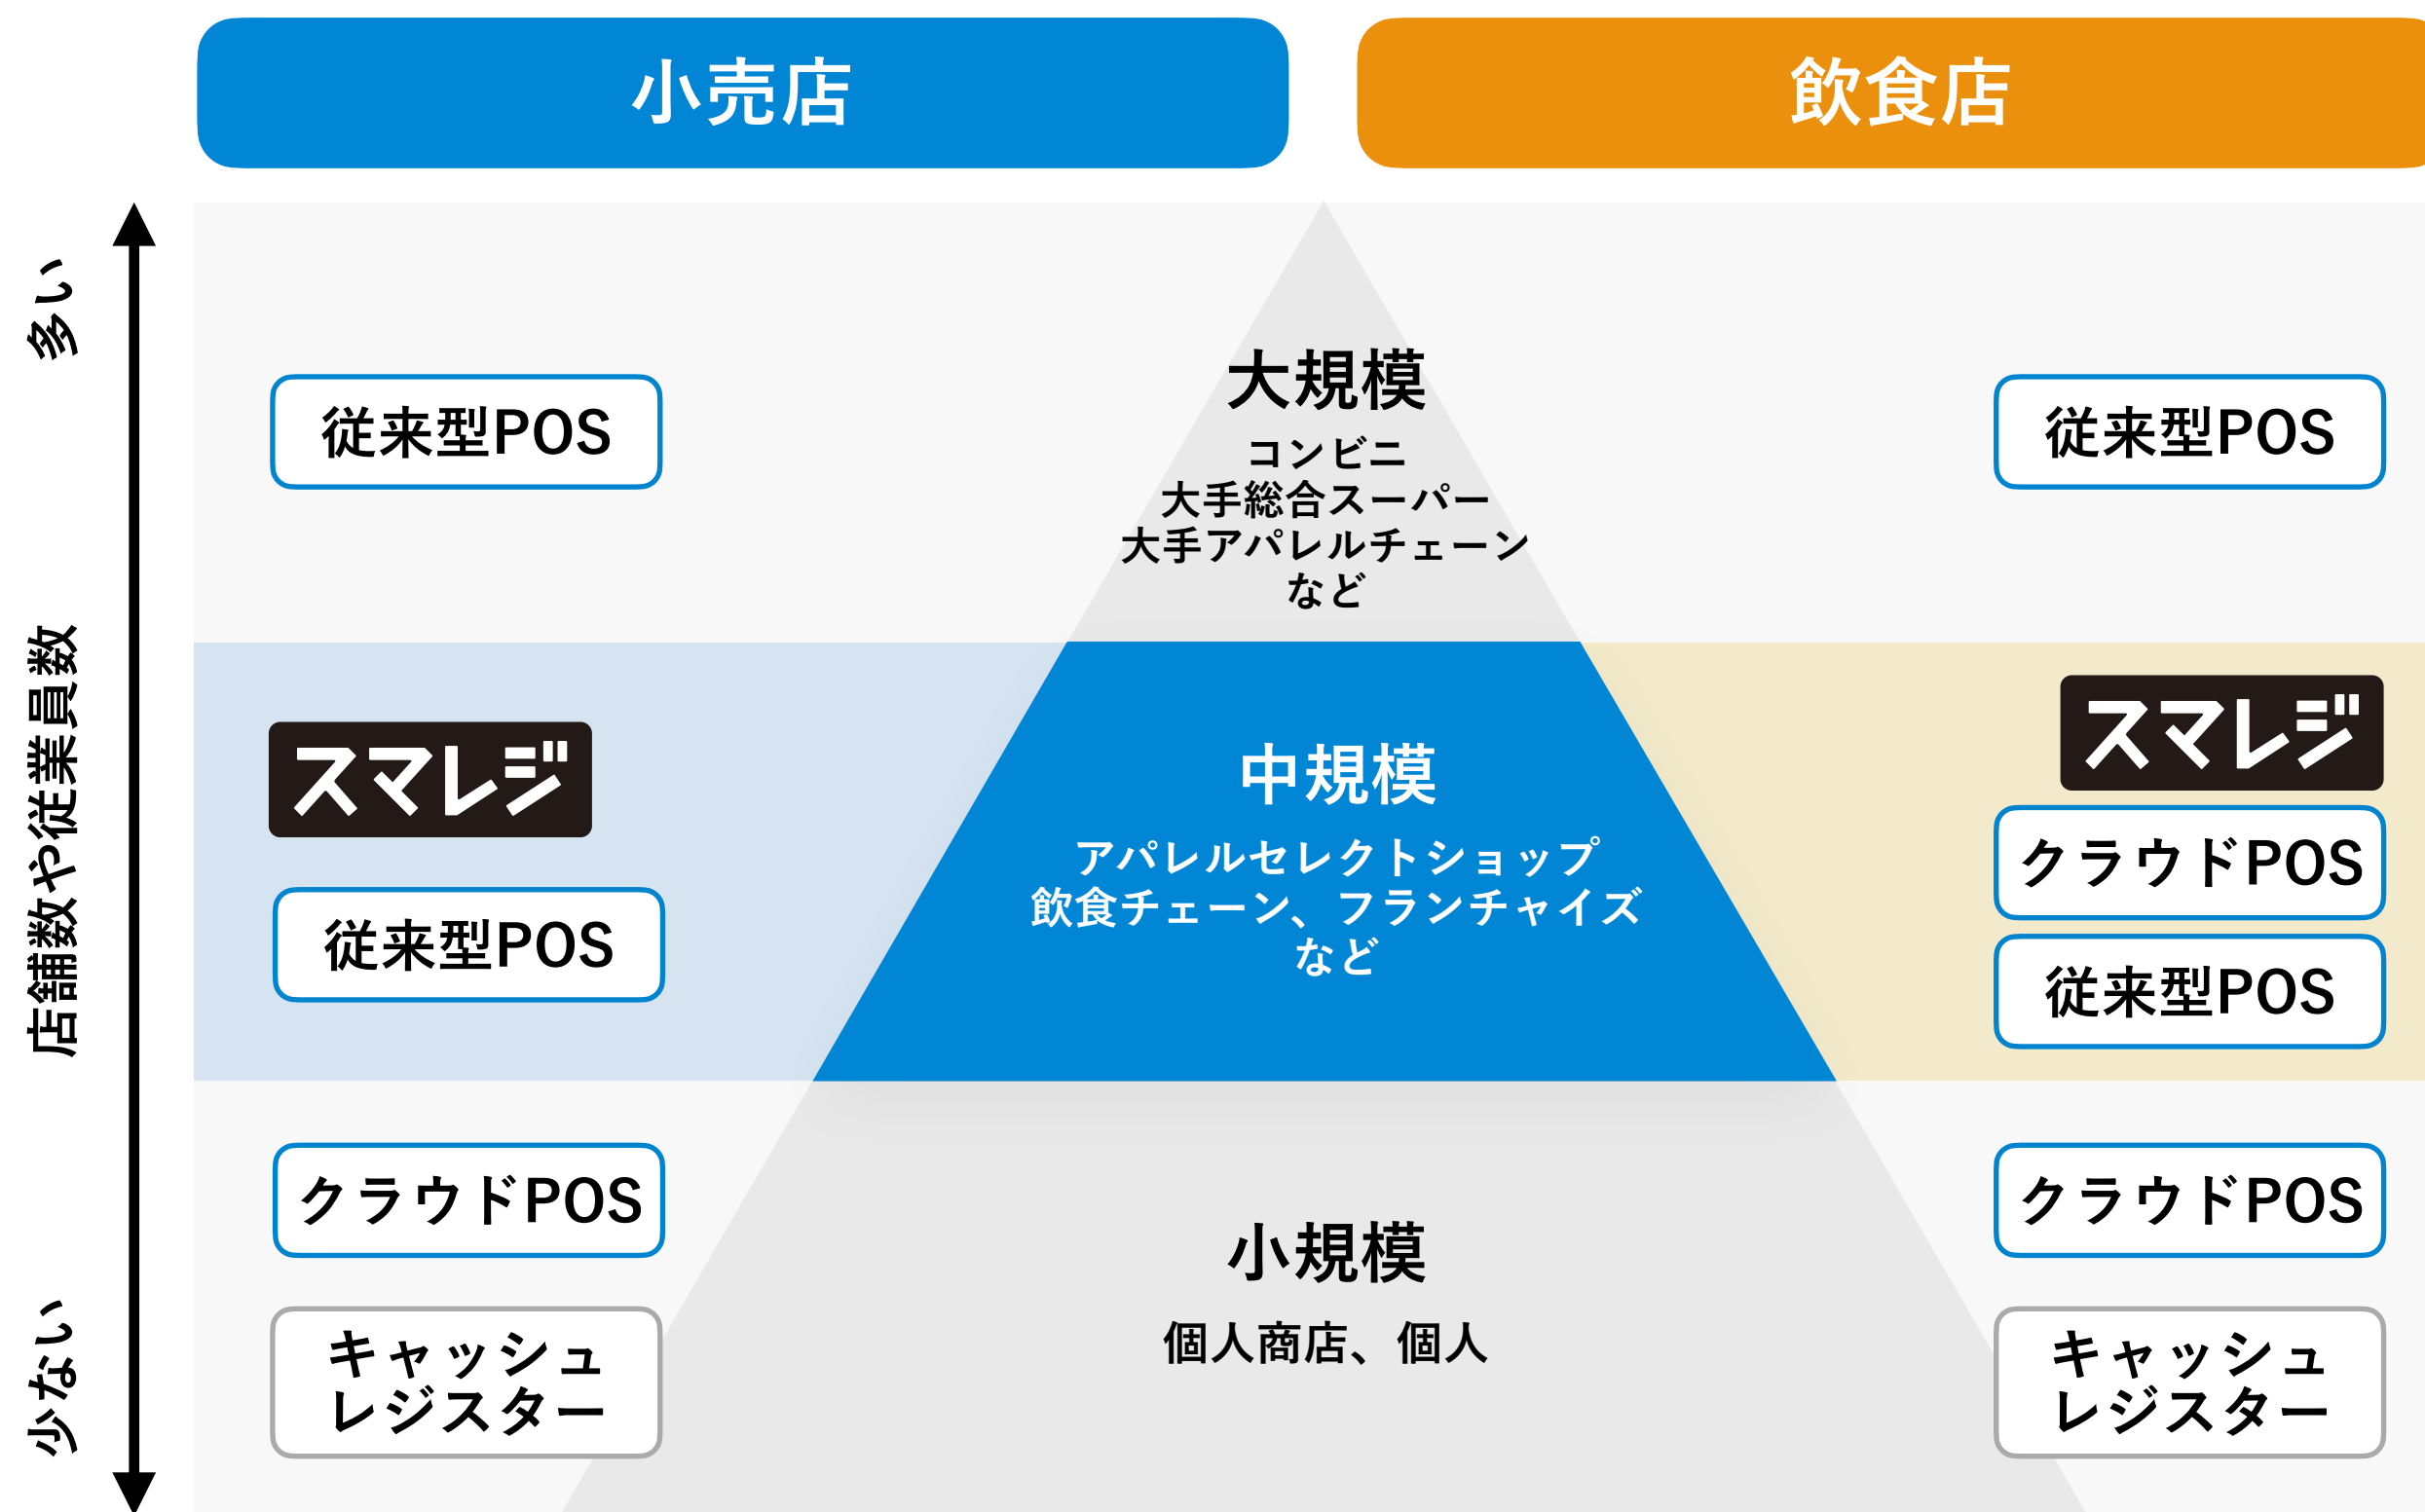 小売店
飲食店
多い
店舗数や従業員数
少ない
従来型POS
大規模
コンビニ
大手総合スーパー
大手アパレルチェーン
など
従来型POS
スマレジ
従来型POS
中規模
アパレルセレクトショップ
飲食チェーン、フランチャイズ
など
スマレジ
クラウドPOS
従来型POS
クラウドPOS
キャッシュ
レジスター
小規模
個人商店、個人
クラウドPOS
キャッシュ
レジスター